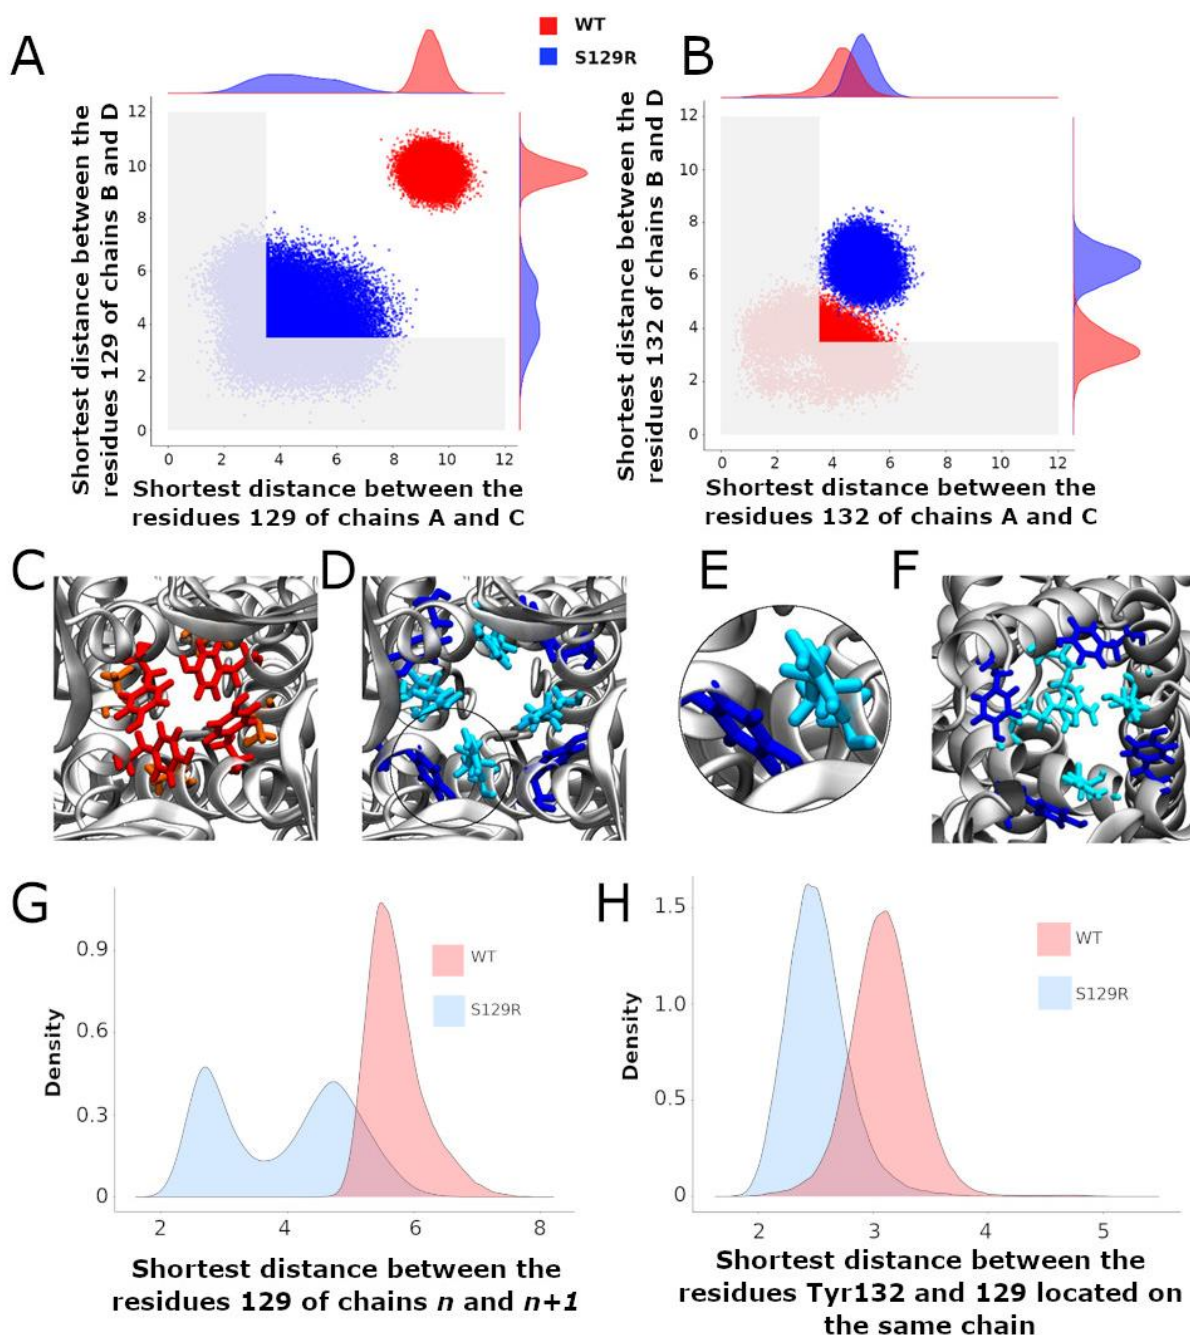 A
WT
S129R
B
Shortest distance between the
residues 129 of chains B and D
12
10
8
6
4
2
0
0 2 4 6 8 10 12
Shortest distance between the
residues 129 of chains A and C
Shortest distance between the
residues 132 of chains B and D
12
10
8
6
4
2
0
0 2 4 6 8 10 12
Shortest distance between the
residues 132 of chains A and C
C
D
E
F
G
Density
0.9
0.6
0.3
0
WT
S129R
2 4 6 8
Shortest distance between the
residues 129 of chains n and n+1
H
Density
1.5
1.0
0.5
0
WT
S129R
2 3 4 5
Shortest distance between the
residues Tyr132 and 129 located on
the same chain